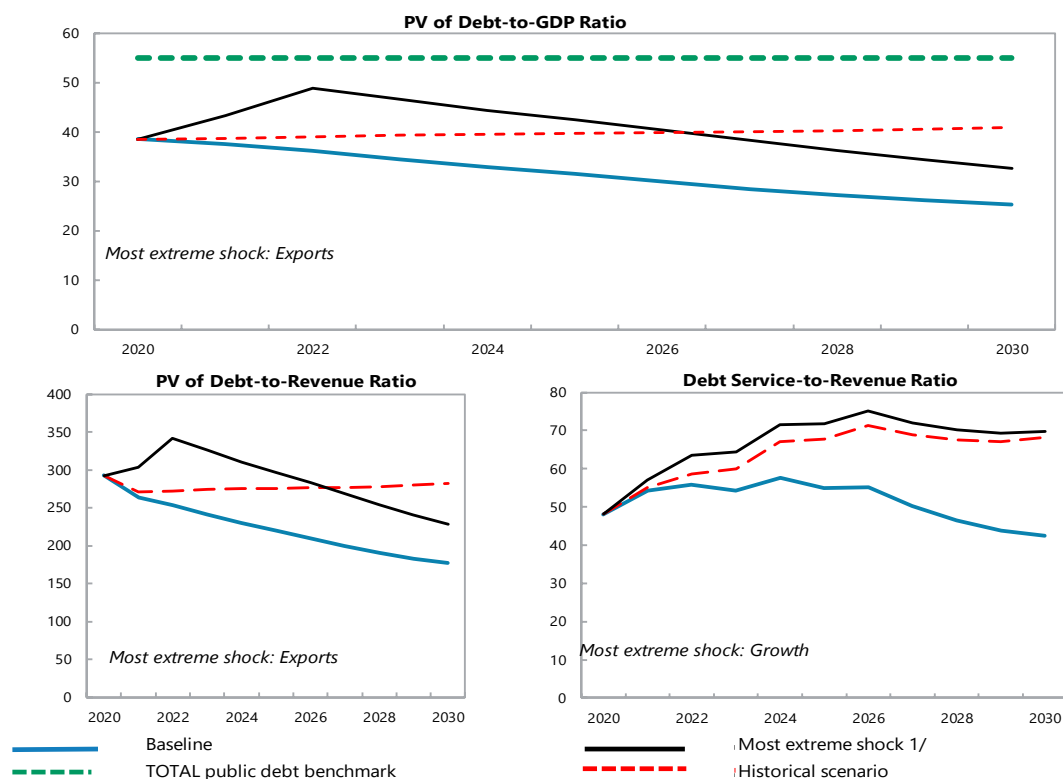 PV of Debt-to-GDP Ratio
60
50
40
30
20
10
0
Most extreme shock: Exports
2020 2022 2024 2026 2028 2030
PV of Debt-to-Revenue Ratio
400
350
300
250
200
150
100
50
0
Most extreme shock: Exports
2020 2022 2024 2026 2028 2030
Debt Service-to-Revenue Ratio
80
70
60
50
40
30
20
10
0
Most extreme shock: Growth
2020 2022 2024 2026 2028 2030
Baseline
Most extreme shock 1/
TOTAL public debt benchmark
Historical scenario